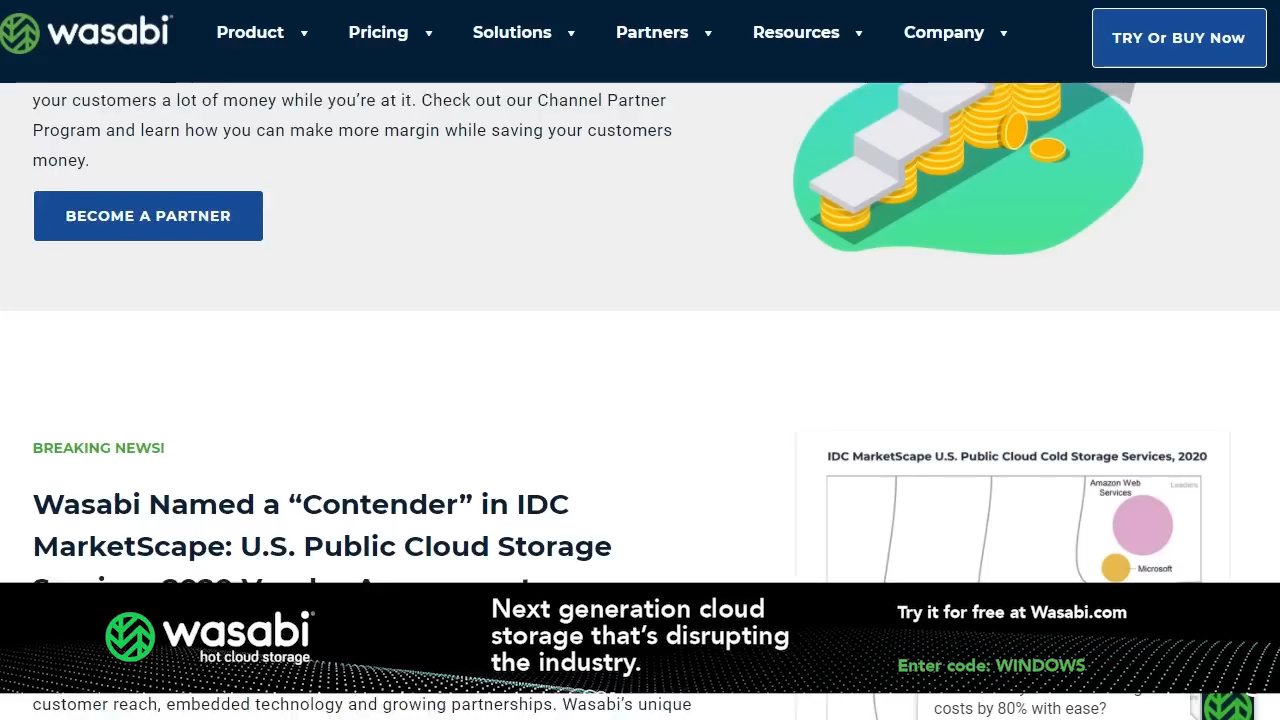 wasabi
Product
Pricing
Solutions
Partners
Resources
Company
TRY Or BUY Now
your customers a lot of money while you’re at it. Check out our Channel Partner
Program and learn how you can make more margin while saving your customers
money.
BECOME A PARTNER
BREAKING NEWS!
Wasabi Named a “Contender” in IDC
MarketScape: U.S. Public Cloud Storage
IDC MarketScape U.S. Public Cloud Cold Storage Services, 2020
Amazon Web
Services
Leaders
Microsoft
wasabi
hot cloud storage
Next generation cloud
storage that’s disrupting
the industry.
Try it for free at Wasabi.com
Enter code: WINDOWS
customer reach, embedded technology and growing partnerships. Wasabi’s unique
costs by 80% with ease?